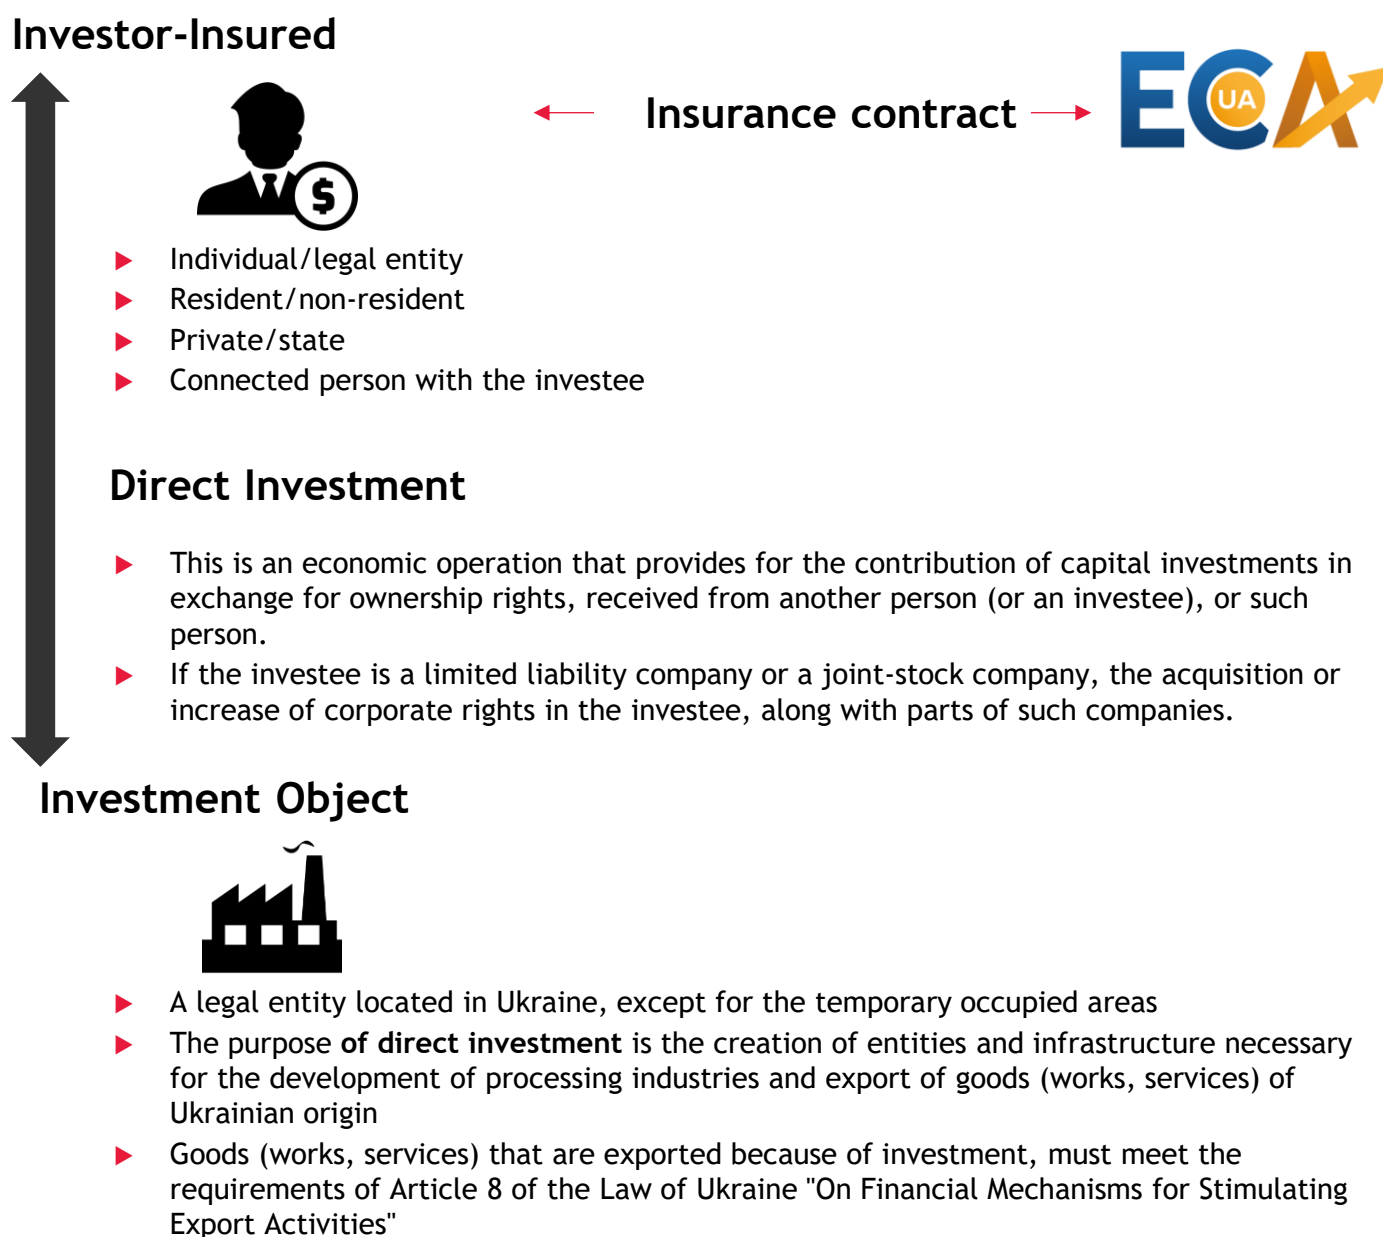 Investor-Insured
Insurance contract
ECA
UA
$
Individual/legal entity
Resident/non-resident
Private/state
Connected person with the investee
Direct Investment
This is an economic operation that provides for the contribution of capital investments in
exchange for ownership rights, received from another person (or an investee), or such
person.
If the investee is a limited liability company or a joint-stock company, the acquisition or
increase of corporate rights in the investee, along with parts of such companies.
Investment Object
A legal entity located in Ukraine, except for the temporary occupied areas
The purpose of direct investment is the creation of entities and infrastructure necessary
for the development of processing industries and export of goods (works, services) of
Ukrainian origin
Goods (works, services) that are exported because of investment, must meet the
requirements of Article 8 of the Law of Ukraine "On Financial Mechanisms for Stimulating
Export Activities"